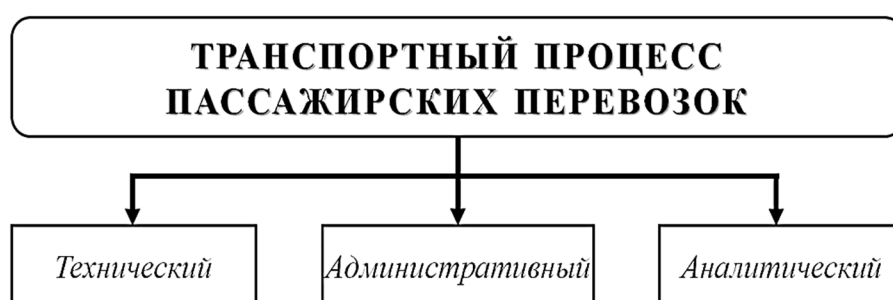 ТРАНСПОРТНЫЙ ПРОЦЕСС
ПАССАЖИРСКИХ ПЕРЕВОЗОК
Технический
Административный
Аналитический